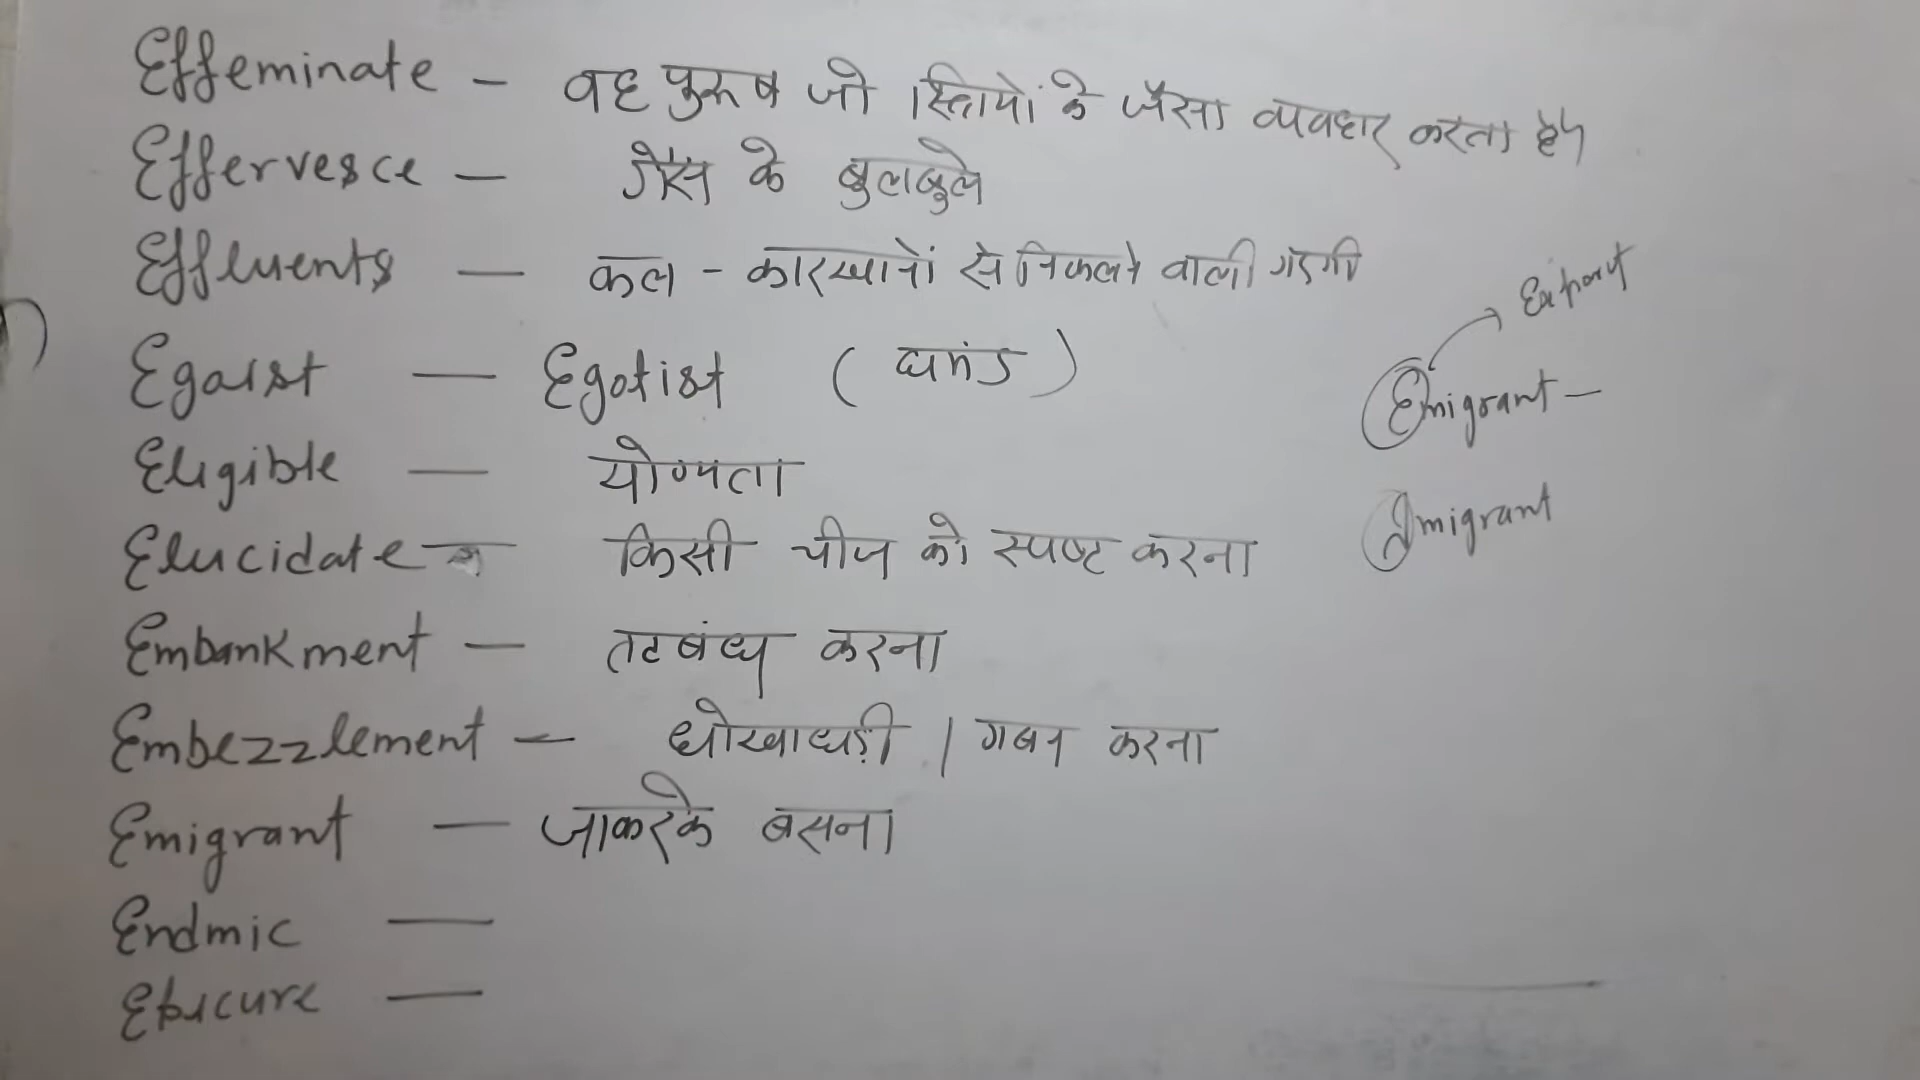 Effeminate - वह पुरूष जो स्त्रियों के जैसा व्यवहार करता है।
Effervesce - गैस के बुलबुले
Effluents - कल - कारखानों से निकलने वाली गंदगी
Egoist - Egotist (घमंड)
Eligible - योग्यता
Elucidate - किसी चीज को स्पष्ट करना
Embankment - तटबंध करना
Embezzlement - धोखाधड़ी / गबन करना
Emigrant - जाकरके बसना
Endmic -
Epicure -
Export
Emigrant -
Imigrant